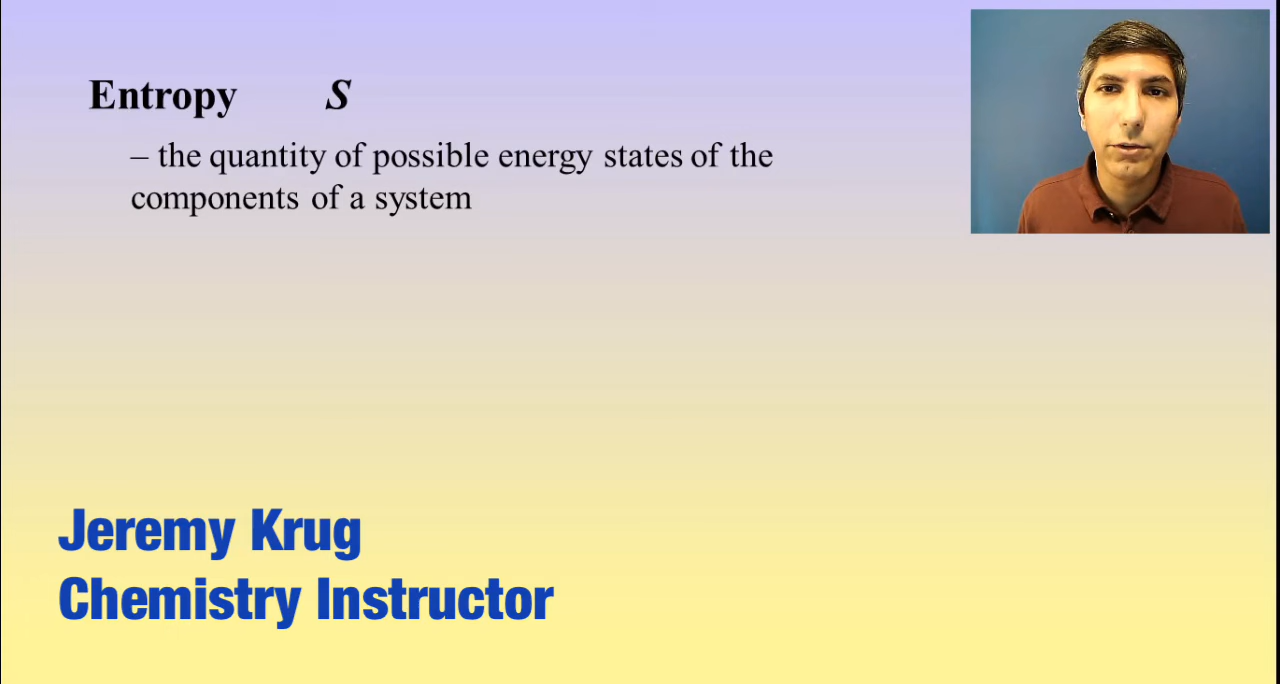 Entropy S
– the quantity of possible energy states of the
components of a system
Jeremy Krug
Chemistry Instructor